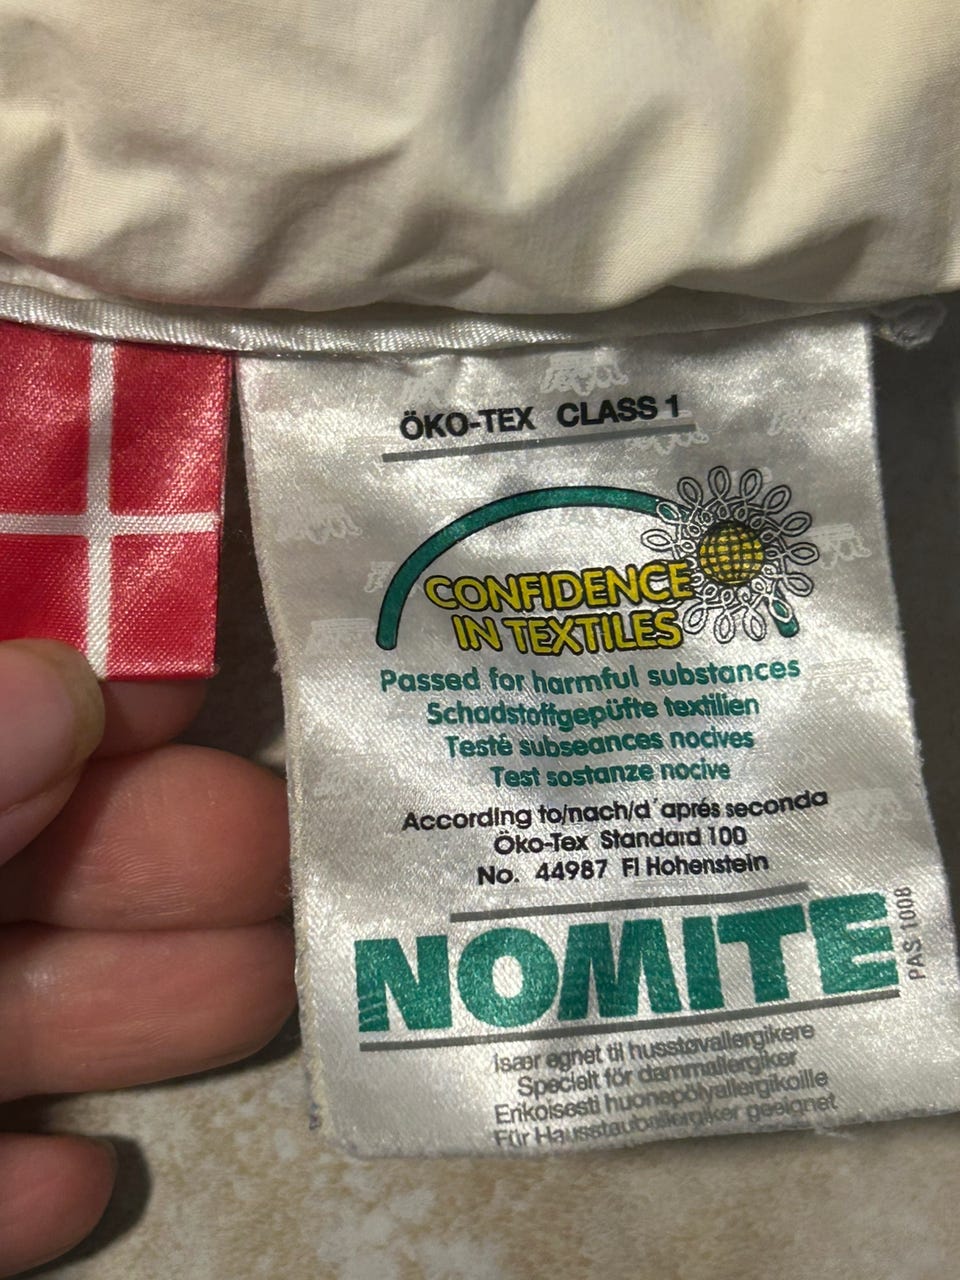 ÖKO-TEX CLASS 1
CONFIDENCE
IN TEXTILES
Passed for harmful substances
Schadstoffgepüfte textilien
Testé subseances nocives
Test sostanze nocive
According to/nach/d´aprés seconda
Öko-Tex Standard 100
No. 44987 FI Hohenstein
NOMITE
PAS 1008
Især egnet til husstøvallergikere
Specielt för dammallergiker
Erikoisesti huonepölyallergikoille
Für Hausstauballergiker geeignet